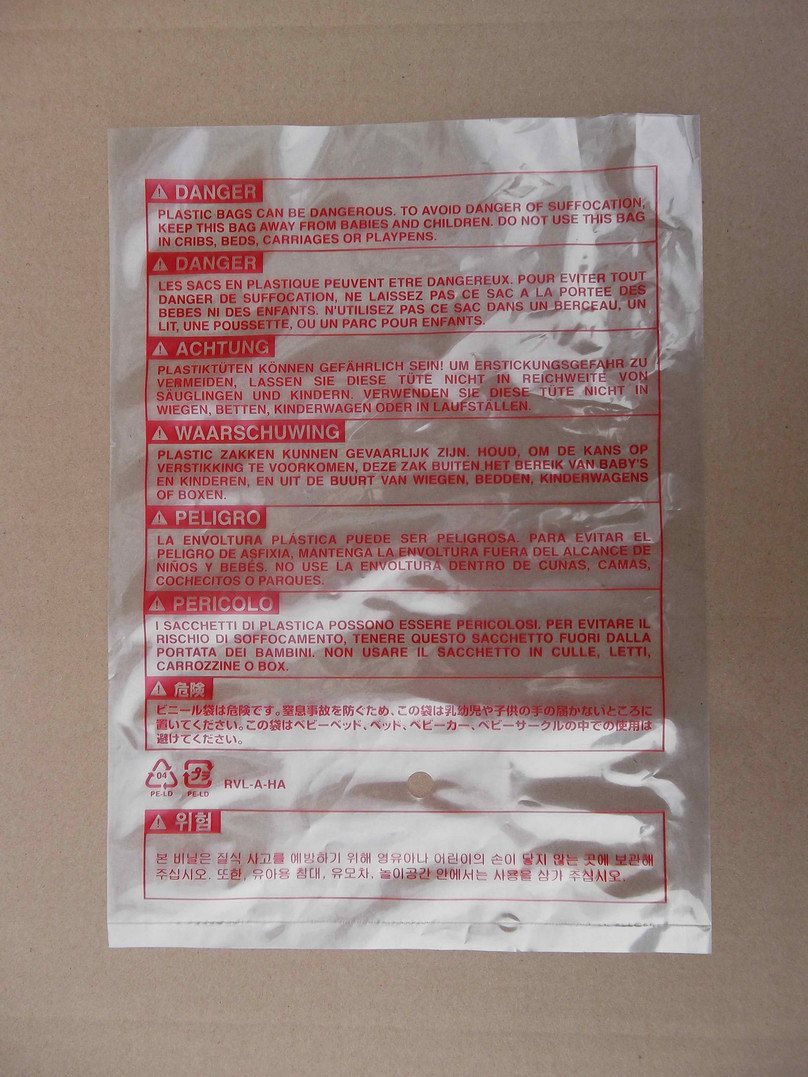 DANGER
PLASTIC BAGS CAN BE DANGEROUS. TO AVOID DANGER OF SUFFOCATION,
KEEP THIS BAG AWAY FROM BABIES AND CHILDREN. DO NOT USE THIS BAG
IN CRIBS, BEDS, CARRIAGES OR PLAYPENS.
DANGER
LES SACS EN PLASTIQUE PEUVENT ETRE DANGEREUX. POUR EVITER TOUT
DANGER DE SUFFOCATION, NE LAISSEZ PAS CE SAC A LA PORTEE DES
BEBES NI DES ENFANTS. N'UTILISEZ PAS CE SAC DANS UN BERCEAU, UN
LIT, UNE POUSSETTE, OU UN PARC POUR ENFANTS.
ACHTUNG
PLASTIKTÜTEN KÖNNEN GEFÄHRLICH SEIN! UM ERSTICKUNGSGEFAHR ZU
VERMEIDEN, LASSEN SIE DIESE TÜTE NICHT IN REICHWEITE VON
SÄUGLINGEN UND KINDERN. VERWENDEN SIE DIESE TÜTE NICHT IN
WIEGEN, BETTEN, KINDERWAGEN ODER IN LAUFSTÄLLEN.
WAARSCHUWING
PLASTIC ZAKKEN KUNNEN GEVAARLIJK ZIJN. HOUD, OM DE KANS OP
VERSTIKKING TE VOORKOMEN, DEZE ZAK BUITEN HET BEREIK VAN BABY'S
EN KINDEREN, EN UIT DE BUURT VAN WIEGEN, BEDDEN, KINDERWAGENS
OF BOXEN.
PELIGRO
LA ENVOLTURA PLÁSTICA PUEDE SER PELIGROSA. PARA EVITAR EL
PELIGRO DE ASFIXIA, MANTENGA LA ENVOLTURA FUERA DEL ALCANCE DE
NIÑOS Y BEBÉS. NO USE LA ENVOLTURA DENTRO DE CUNAS, CAMAS,
COCHECITOS O PARQUES.
PERICOLO
I SACCHETTI DI PLASTICA POSSONO ESSERE PERICOLOSI. PER EVITARE IL
RISCHIO DI SOFFOCAMENTO, TENERE QUESTO SACCHETTO FUORI DALLA
PORTATA DEI BAMBINI. NON USARE IL SACCHETTO IN CULLE, LETTI,
CARROZZINE O BOX.
危険
ビニール袋は危険です。窒息事故を防ぐため、この袋は乳幼児や子供の手の届かないところに
置いてください。この袋はベビーベッド、ベッド、ベビーカー、ベビーサークルの中での使用は
避けてください。
04 プラ RVL-A-HA
PE-LD PE-LD
위험
본 비닐은 질식 사고를 예방하기 위해 영유아나 어린이의 손이 닿지 않는 곳에 보관해
주십시오. 또한, 유아용 침대, 유모차, 놀이공간 안에서는 사용을 삼가 주십시오.